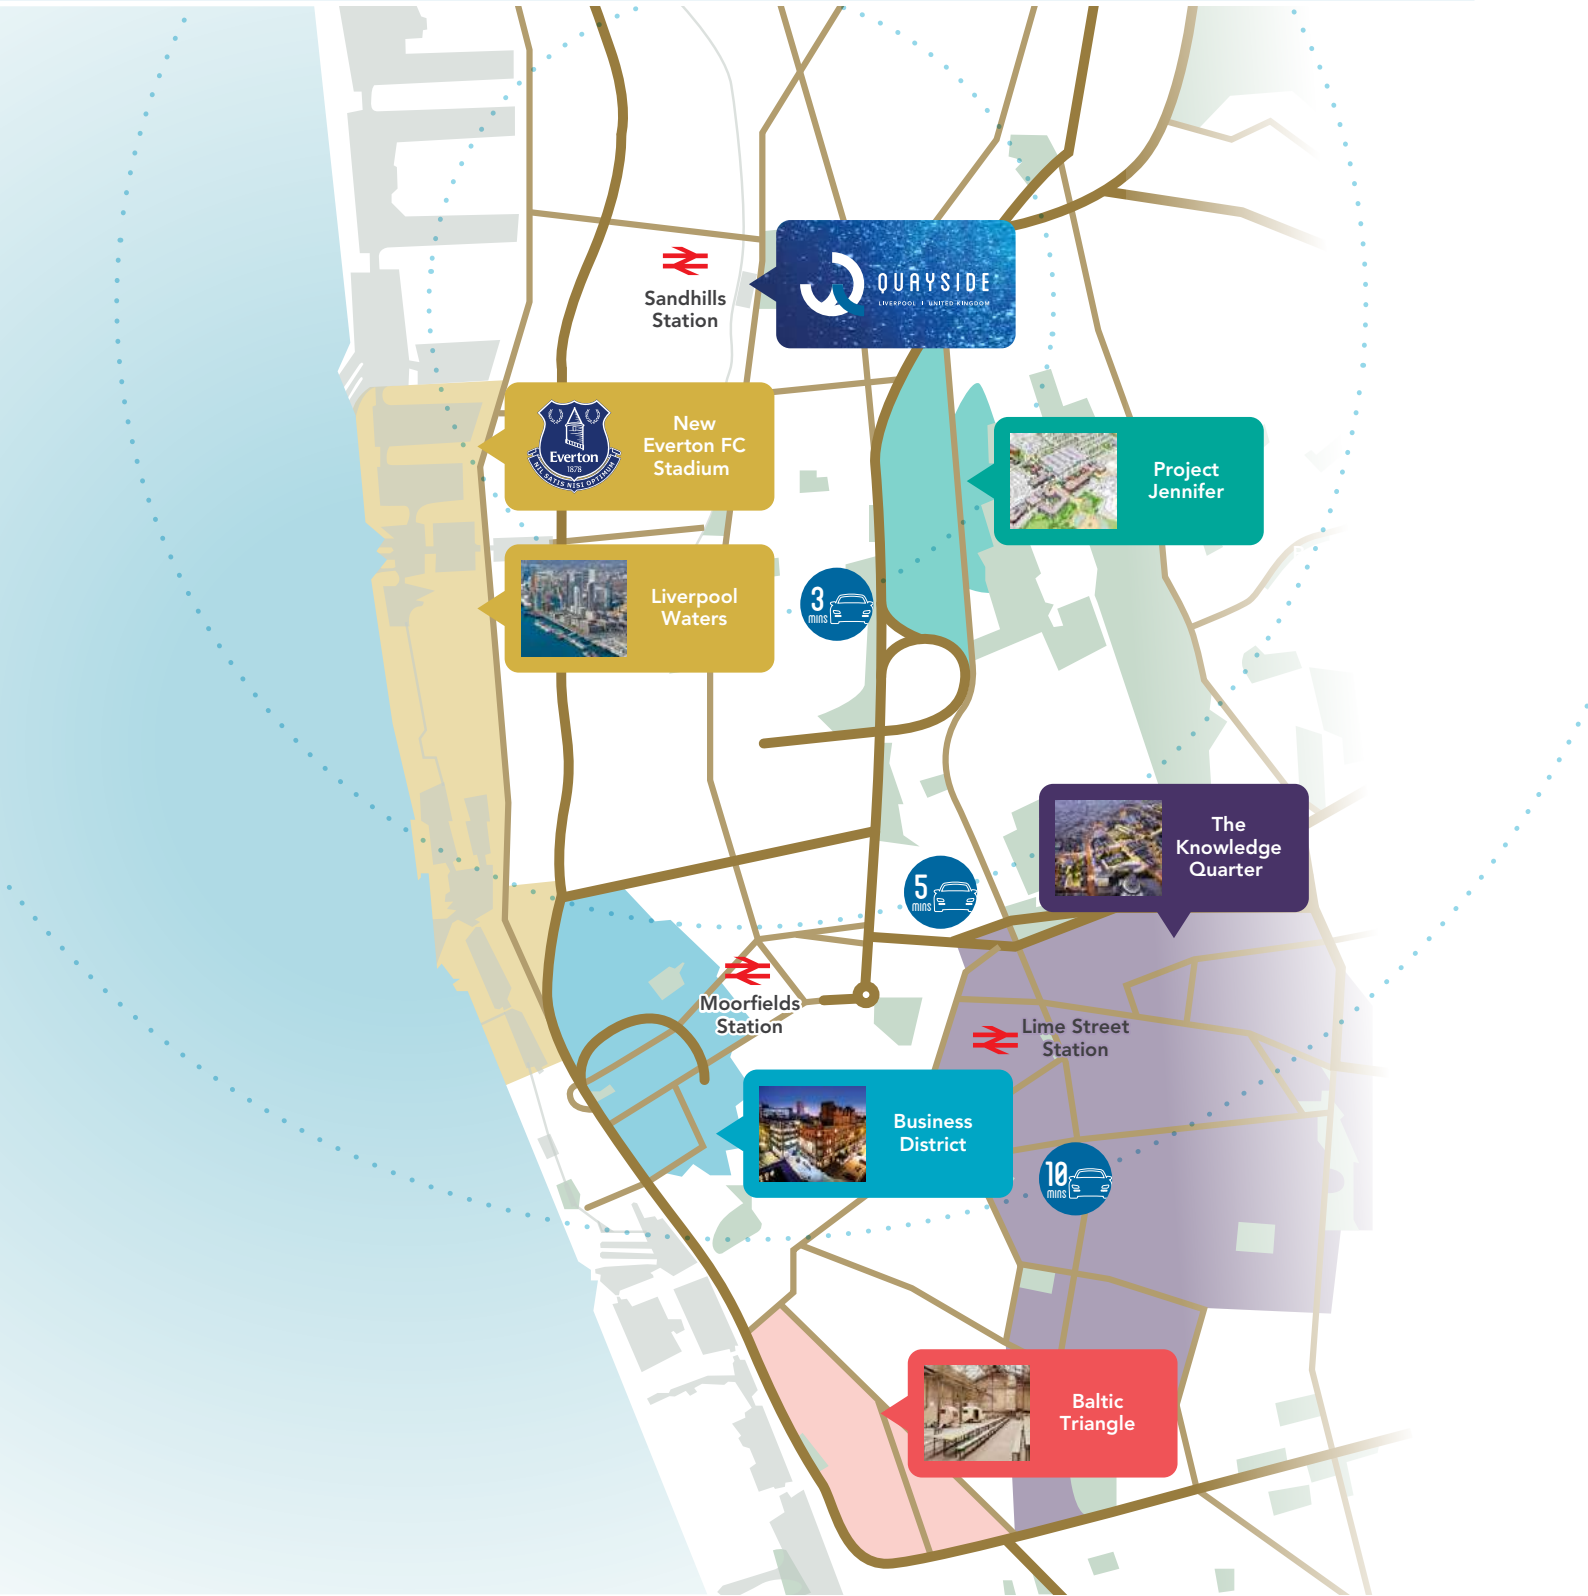 QUAYSIDE
LIVERPOOL | UNITED KINGDOM
Sandhills
Station
New
Everton FC
Stadium
Everton
1878
NIL SATIS NISI OPTIMUM
Project
Jennifer
Liverpool
Waters
3
MINS
The
Knowledge
Quarter
5
MINS
Moorfields
Station
Lime Street
Station
Business
District
10
MINS
Baltic
Triangle